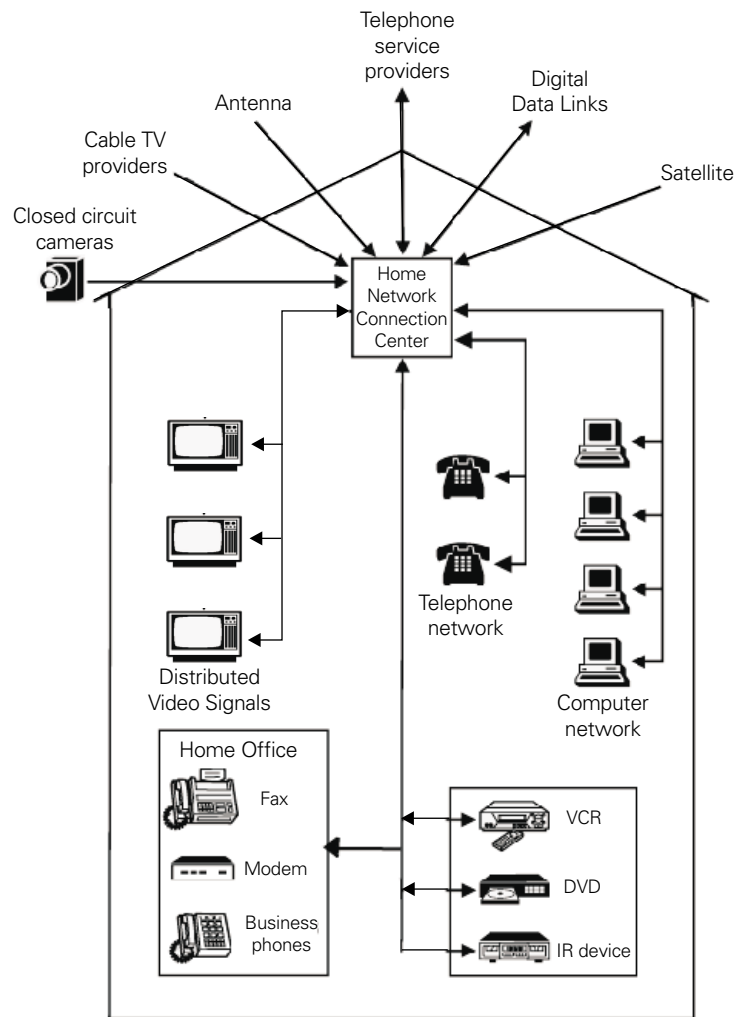 Telephone
service
providers
Antenna
Digital
Data Links
Cable TV
providers
Satellite
Closed circuit
cameras
Home
Network
Connection
Center
Telephone
network
Distributed
Video Signals
Computer
network
Home Office
Fax
Modem
Business
phones
VCR
DVD
IR device